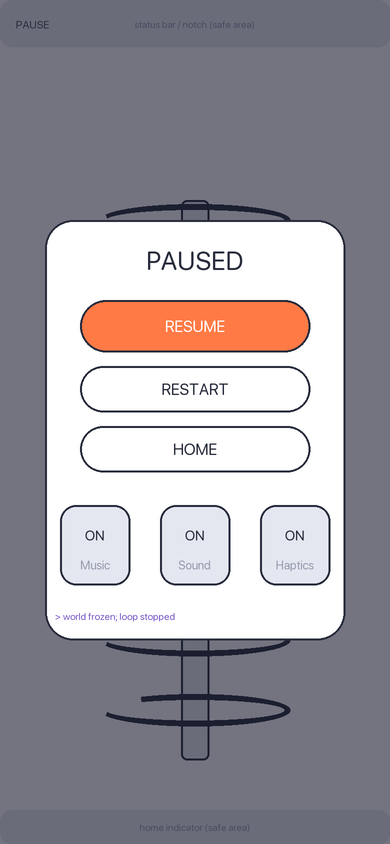 PAUSE
status bar / notch (safe area)
PAUSED
RESUME
RESTART
HOME
ON ON ON
Music Sound Haptics
> world frozen; loop stopped
home indicator (safe area)